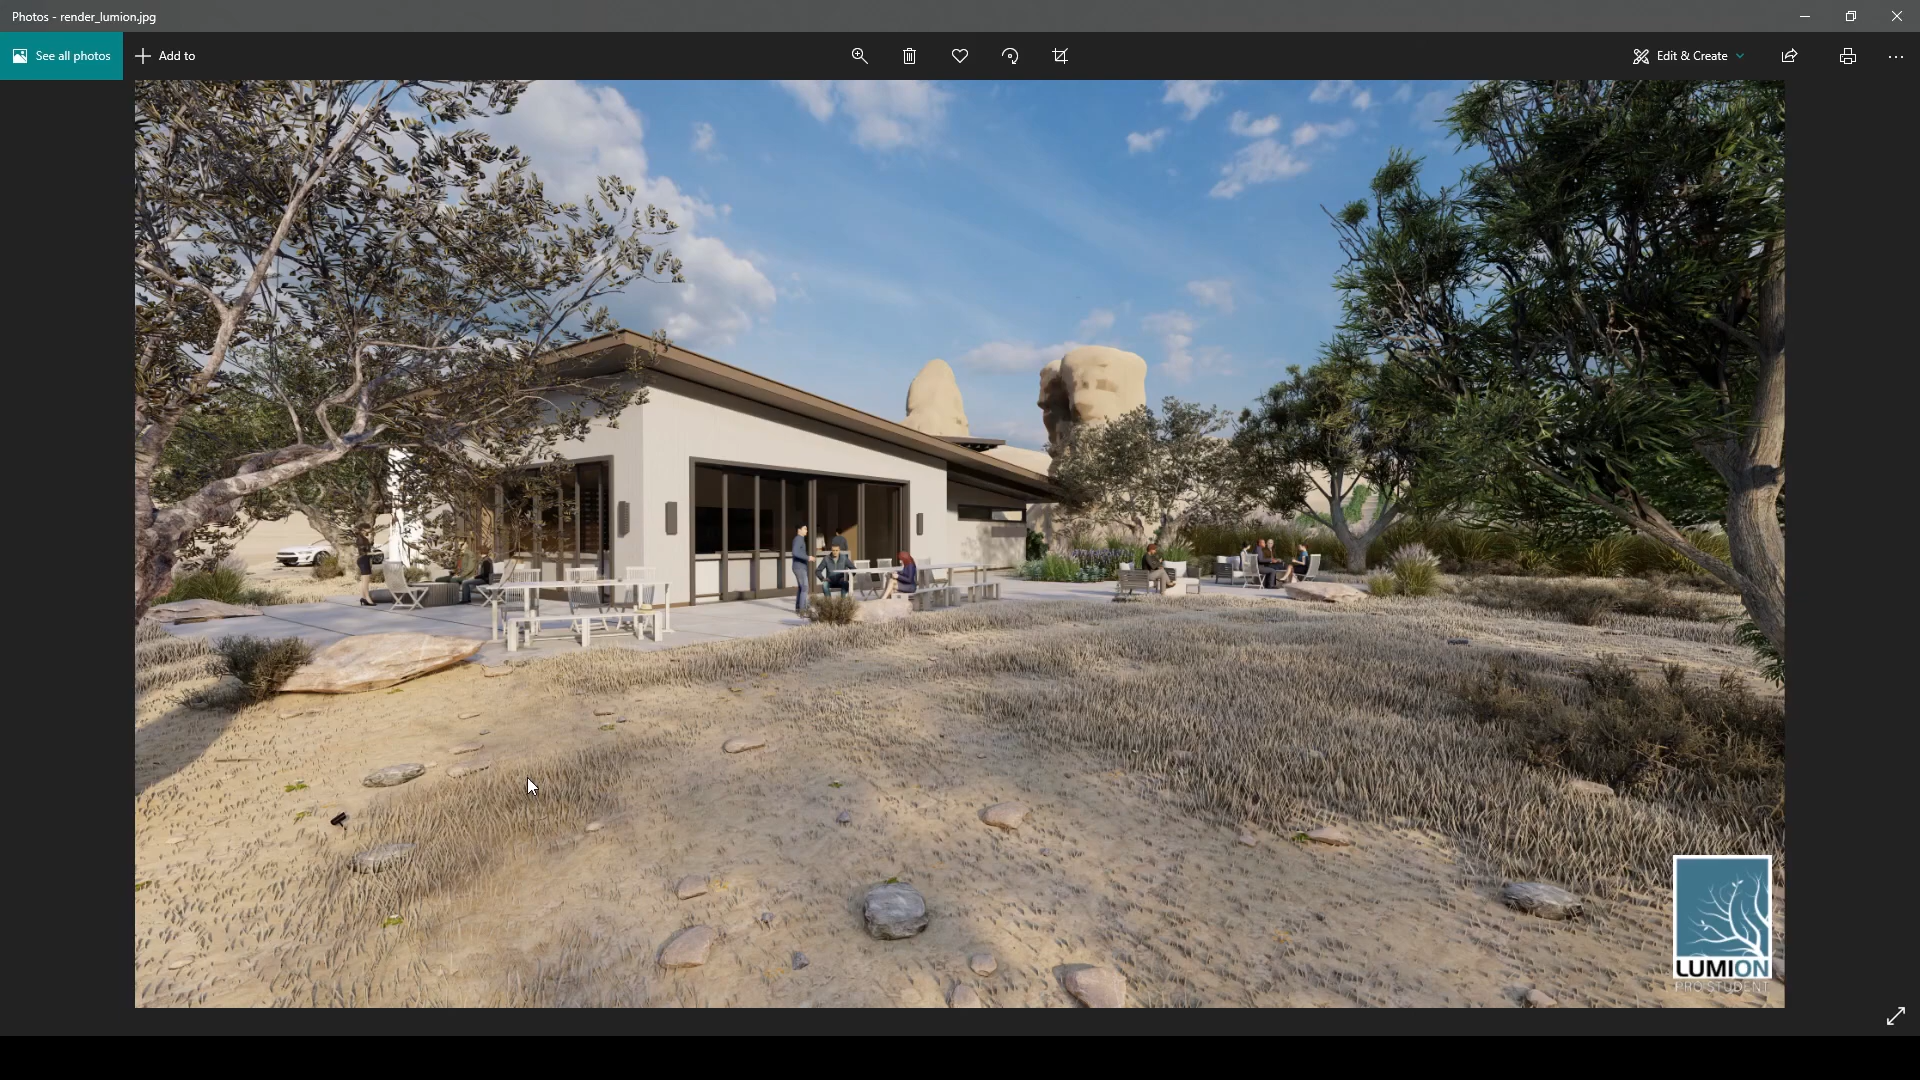 Photos - render_lumion.jpg
See all photos
Add to
Edit & Create
LUMION
PRO STUDENT